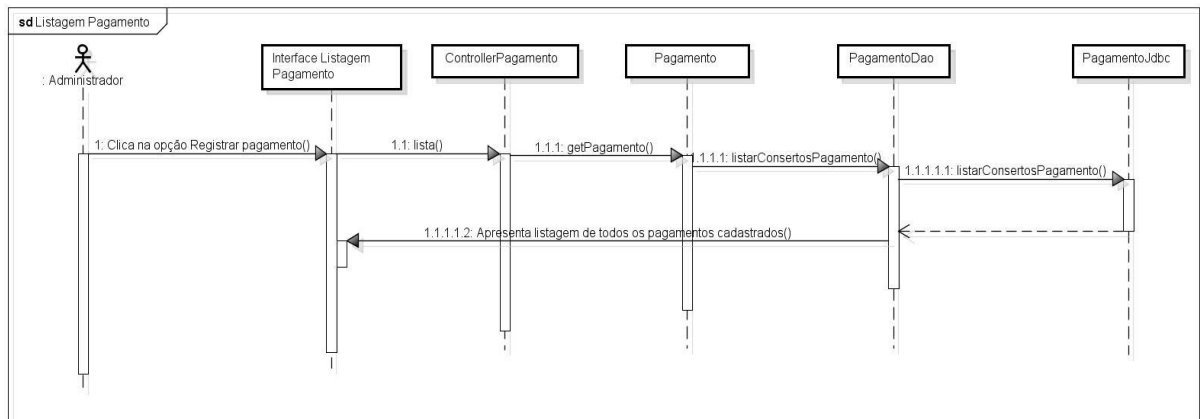 sd Listagem Pagamento
: Administrador
Interface Listagem
Pagamento
ControllerPagamento
Pagamento
PagamentoDao
PagamentoJdbc
1: Clica na opção Registrar pagamento()
1.1: lista()
1.1.1: getPagamento()
1.1.1.1: listarConsertosPagamento()
1.1.1.1.1: listarConsertosPagamento()
1.1.1.1.2: Apresenta listagem de todos os pagamentos cadastrados()